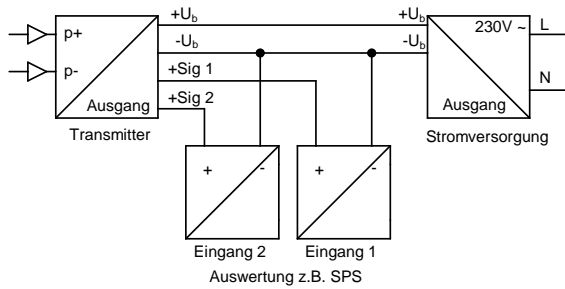 +Ub
+Ub
230V ~
L
p+
-Ub
-Ub
p-
+Sig 1
N
+Sig 2
Ausgang
Ausgang
Transmitter
Stromversorgung
+
-
+
-
Eingang 2
Eingang 1
Auswertung z.B. SPS